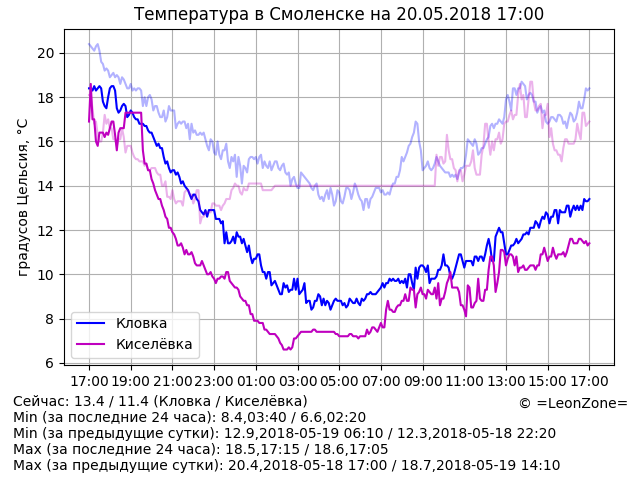 Температура в Смоленске на 20.05.2018 17:00
градусов Цельсия, °C
20
18
16
14
12
10
8
6
Кловка
Киселёвка
17:00 19:00 21:00 23:00 01:00 03:00 05:00 07:00 09:00 11:00 13:00 15:00 17:00
Сейчас: 13.4 / 11.4 (Кловка / Киселёвка)
© =LeonZone=
Min (за последние 24 часа): 8.4,03:40 / 6.6,02:20
Min (за предыдущие сутки): 12.9,2018-05-19 06:10 / 12.3,2018-05-18 22:20
Max (за последние 24 часа): 18.5,17:15 / 18.6,17:05
Max (за предыдущие сутки): 20.4,2018-05-18 17:00 / 18.7,2018-05-19 14:10